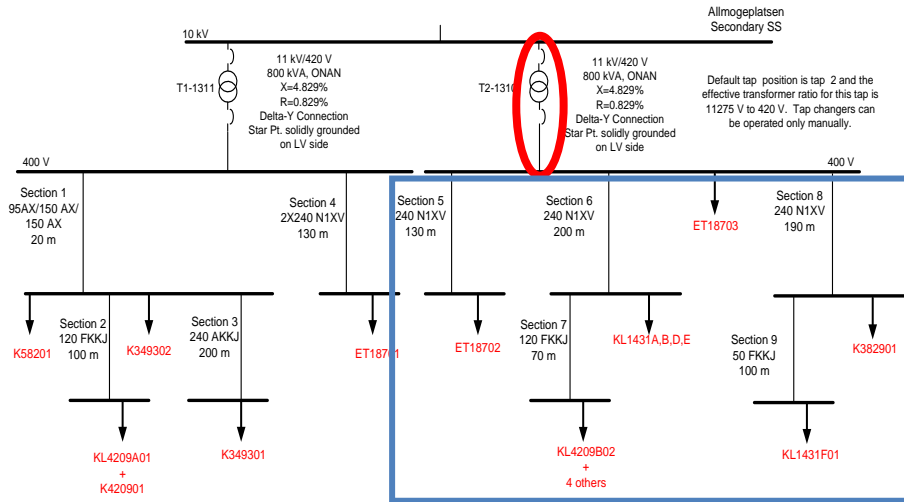 Allmogeplatsen
Secondary SS
10 kV
11 kV/420 V
800 kVA, ONAN
X=4.829%
R=0.829%
Delta-Y Connection
Star Pt. solidly grounded
on LV side
T1-1311
11 kV/420 V
800 kVA, ONAN
X=4.829%
R=0.829%
Delta-Y Connection
Star Pt. solidly grounded
on LV side
T2-1310
Default tap position is tap 2 and the
effective transformer ratio for this tap is
11275 V to 420 V. Tap changers can
be operated only manually.
400 V
400 V
Section 1
95AX/150 AX/
150 AX
20 m
Section 4
2X240 N1XV
130 m
Section 5
240 N1XV
130 m
Section 6
240 N1XV
200 m
ET18703
Section 8
240 N1XV
190 m
K58201
Section 2
120 FKKJ
100 m
K349302
Section 3
240 AKKJ
200 m
ET18701
ET18702
Section 7
120 FKKJ
70 m
KL1431A,B,D,E
Section 9
50 FKKJ
100 m
K382901
KL4209A01
+
K420901
K349301
KL4209B02
+
4 others
KL1431F01